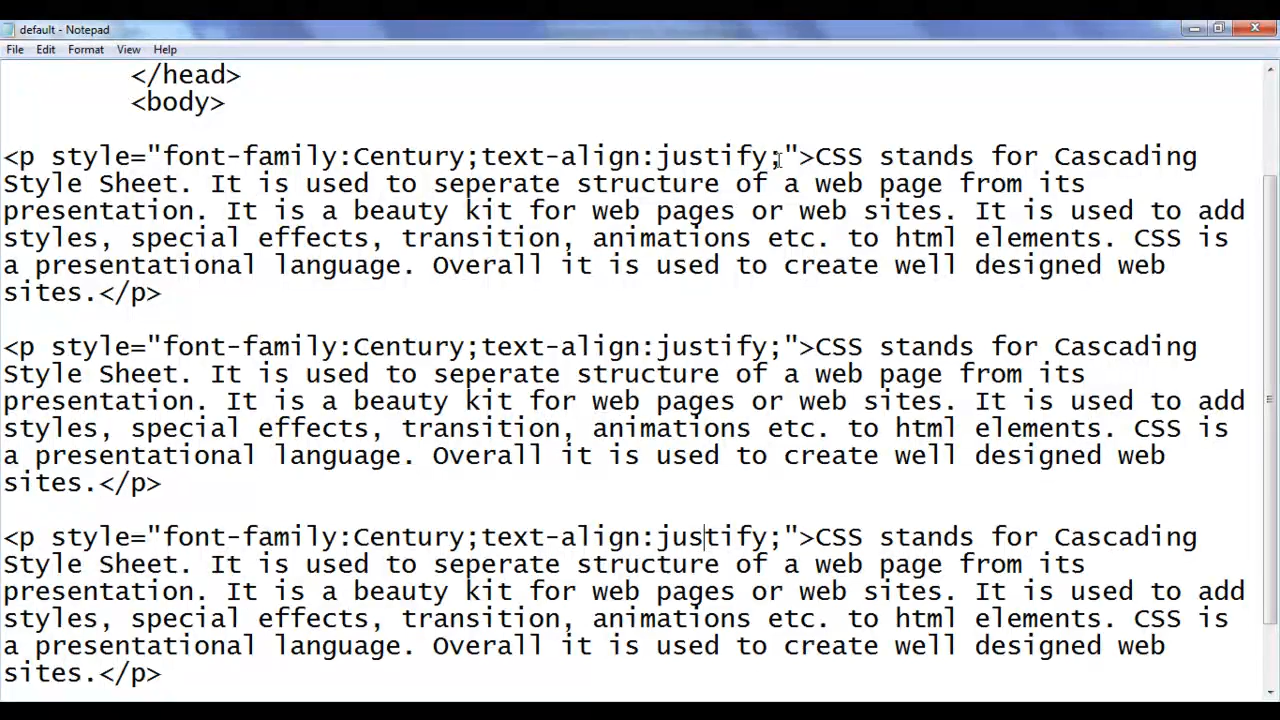 default - Notepad
File Edit Format View Help
</head>
<body>
<p style="font-family:Century;text-align:justify;">CSS stands for Cascading
Style Sheet. It is used to seperate structure of a web page from its
presentation. It is a beauty kit for web pages or web sites. It is used to add
styles, special effects, transition, animations etc. to html elements. CSS is
a presentational language. Overall it is used to create well designed web
sites.</p>
<p style="font-family:Century;text-align:justify;">CSS stands for Cascading
Style Sheet. It is used to seperate structure of a web page from its
presentation. It is a beauty kit for web pages or web sites. It is used to add
styles, special effects, transition, animations etc. to html elements. CSS is
a presentational language. Overall it is used to create well designed web
sites.</p>
<p style="font-family:Century;text-align:justify;">CSS stands for Cascading
Style Sheet. It is used to seperate structure of a web page from its
presentation. It is a beauty kit for web pages or web sites. It is used to add
styles, special effects, transition, animations etc. to html elements. CSS is
a presentational language. Overall it is used to create well designed web
sites.</p>